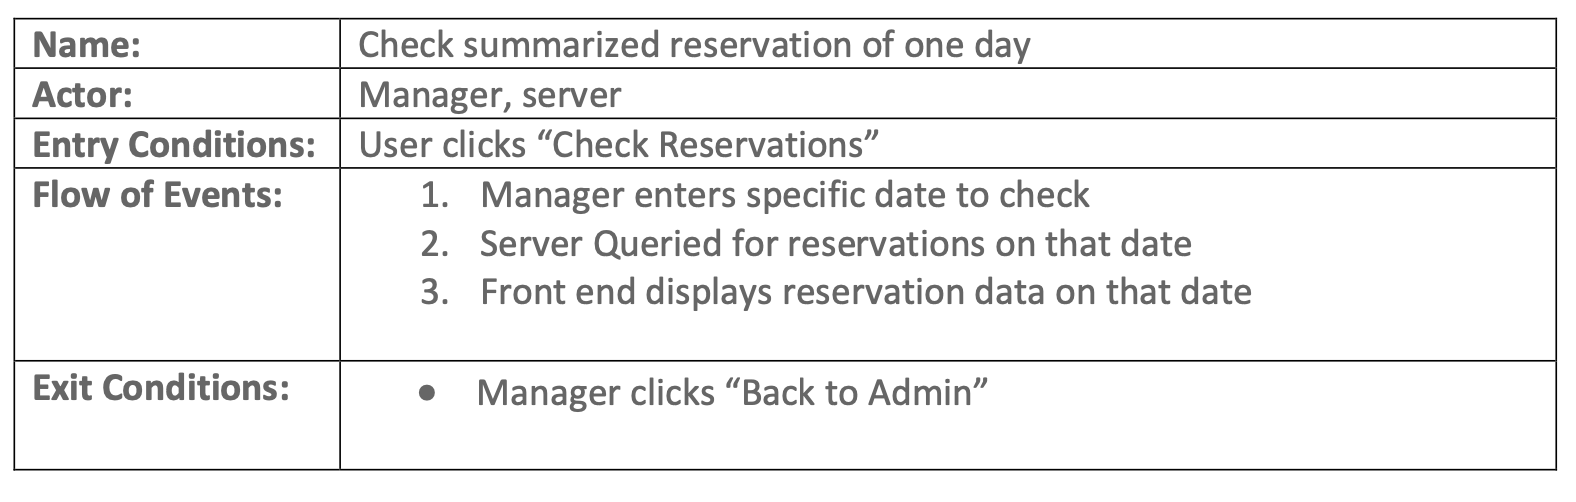 Name: Check summarized reservation of one day
Actor: Manager, server
Entry Conditions: User clicks “Check Reservations”
Flow of Events: 1. Manager enters specific date to check
2. Server Queried for reservations on that date
3. Front end displays reservation data on that date
Exit Conditions: ● Manager clicks “Back to Admin”